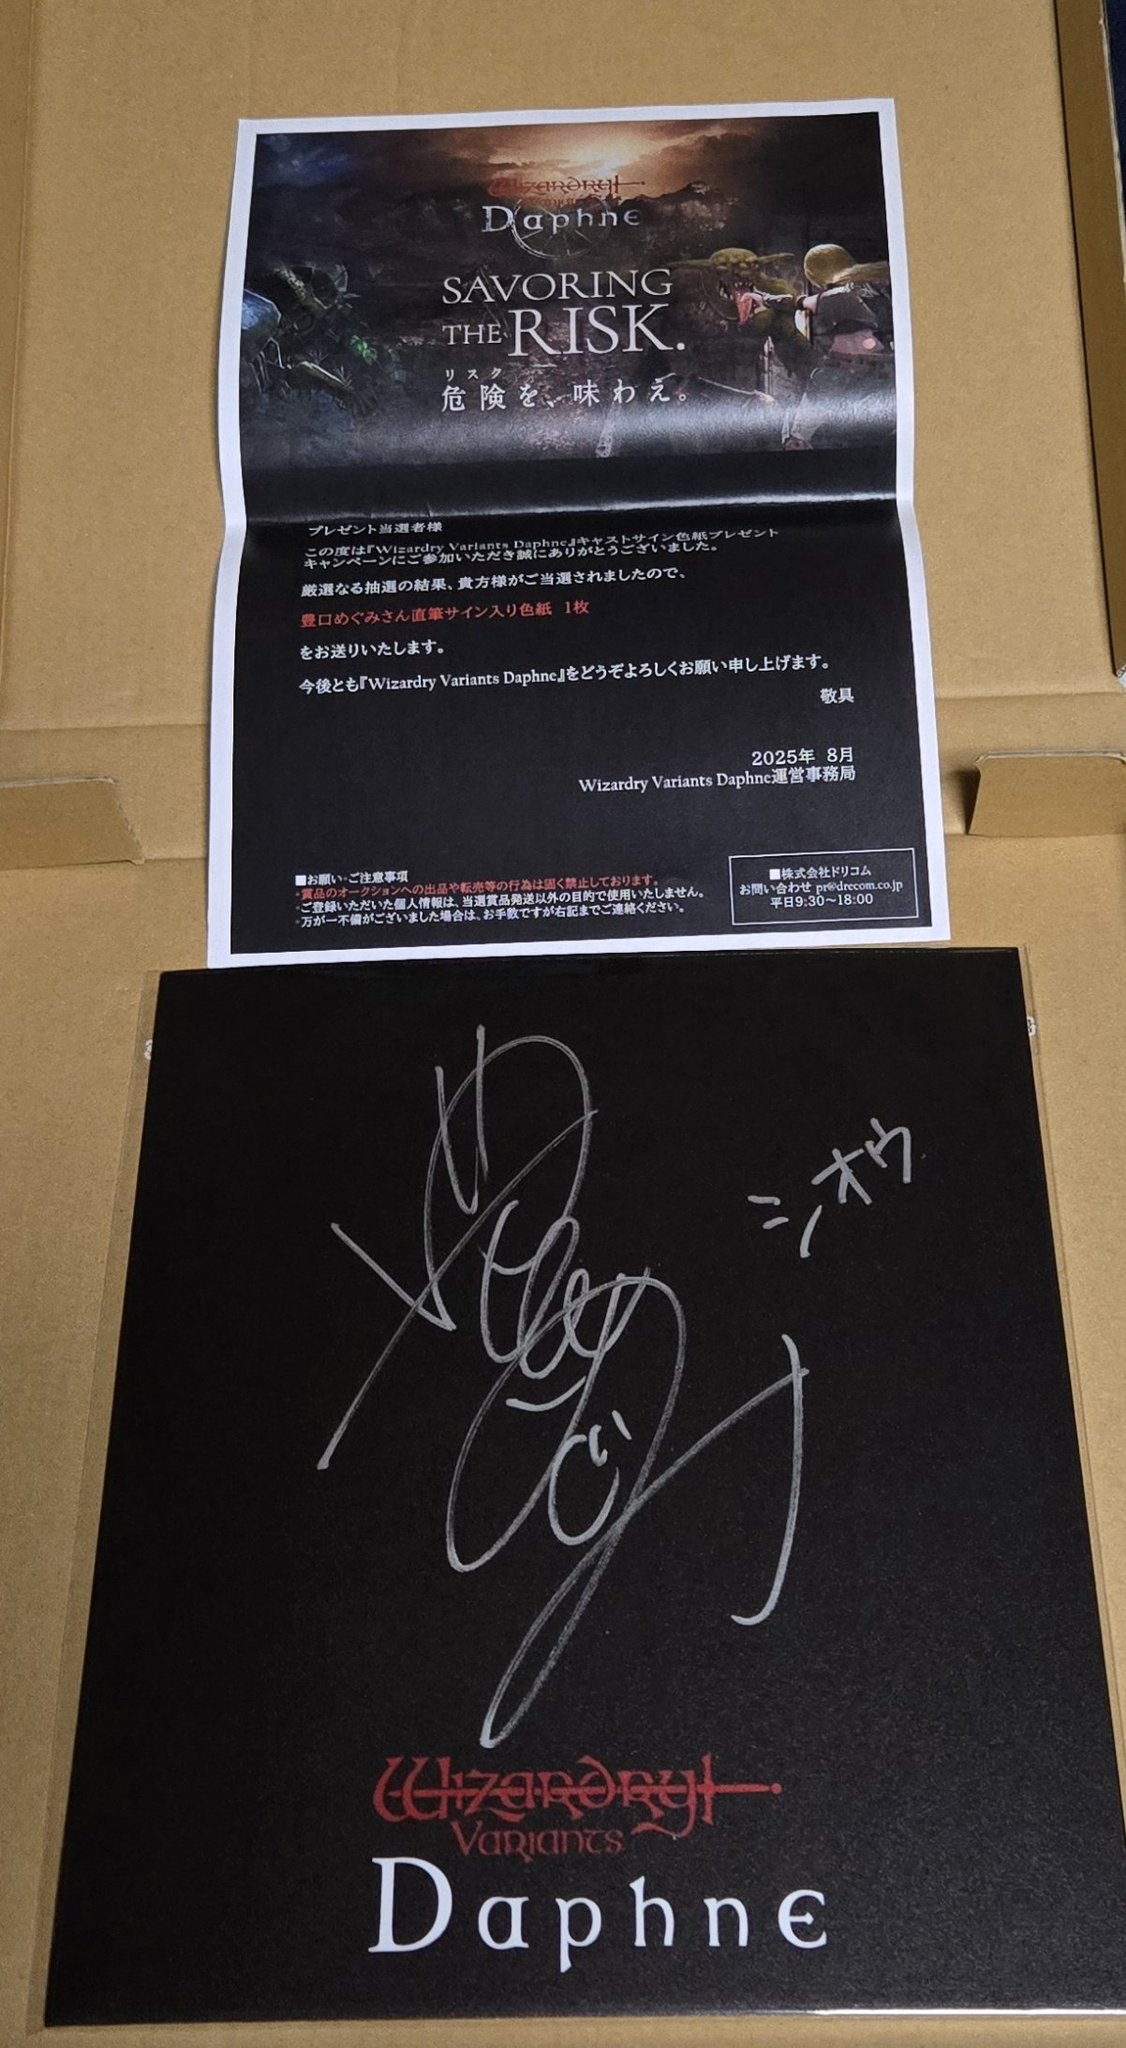 Wizardry
VARIANTS
Daphne
SAVORING
THE RISK.
リスク
危険を、味わえ。
プレゼント当選者様
この度は『Wizardry Variants Daphne』キャストサイン色紙プレゼント
キャンペーンにご参加いただき誠にありがとうございました。
厳選なる抽選の結果、貴方様がご当選されましたので、
豊口めぐみさん直筆サイン入り色紙 1枚
をお送りいたします。
今後とも『Wizardry Variants Daphne』をどうぞよろしくお願い申し上げます。
敬具
2025年 8月
Wizardry Variants Daphne運営事務局
■お願い・ご注意事項
・賞品のオークションへの出品や転売等の行為は固く禁止しております。
・ご登録いただいた個人情報は、当選賞品発送以外の目的で使用いたしません。
・万が一不備がございました場合は、お手数ですが右記までご連絡ください。
■株式会社ドリコム
お問い合わせ pr@drecom.co.jp
平日9:30～18:00
シオウ
Wizardry
VARIANTS
Daphne